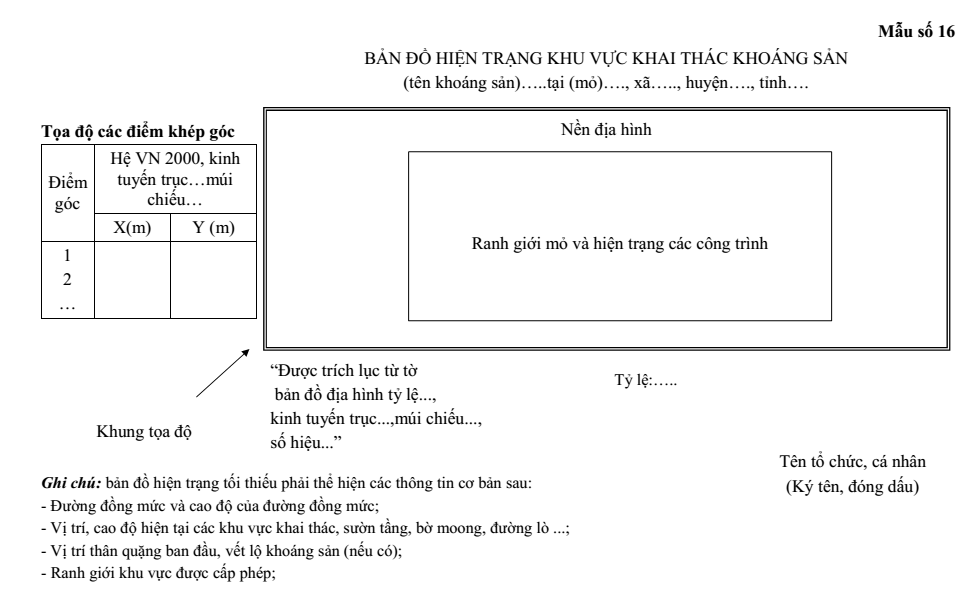 Mẫu số 16
BẢN ĐỒ HIỆN TRẠNG KHU VỰC KHAI THÁC KHOÁNG SẢN
(tên khoáng sản)…..tại (mỏ)…., xã….., huyện…., tỉnh….
Tọa độ các điểm khép góc
Điểm góc
Hệ VN 2000, kinh
tuyến trục…múi
chiếu…
X(m) Y (m)
1
2
…
Nền địa hình
Ranh giới mỏ và hiện trạng các công trình
Khung tọa độ
“Được trích lục từ tờ
bản đồ địa hình tỷ lệ...,
kinh tuyến trục...,múi chiếu...,
số hiệu...”
Tỷ lệ:…..
Tên tổ chức, cá nhân
(Ký tên, đóng dấu)
Ghi chú: bản đồ hiện trạng tối thiểu phải thể hiện các thông tin cơ bản sau:
- Đường đồng mức và cao độ của đường đồng mức;
- Vị trí, cao độ hiện tại các khu vực khai thác, sườn tầng, bờ moong, đường lò ...;
- Vị trí thân quặng ban đầu, vết lộ khoáng sản (nếu có);
- Ranh giới khu vực được cấp phép;